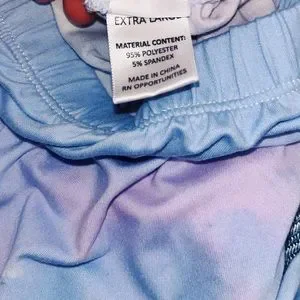 EXTRA LARGE
MATERIAL CONTENT:
95% POLYESTER
5% SPANDEX
MADE IN CHINA
RN OPPORTUNITIES